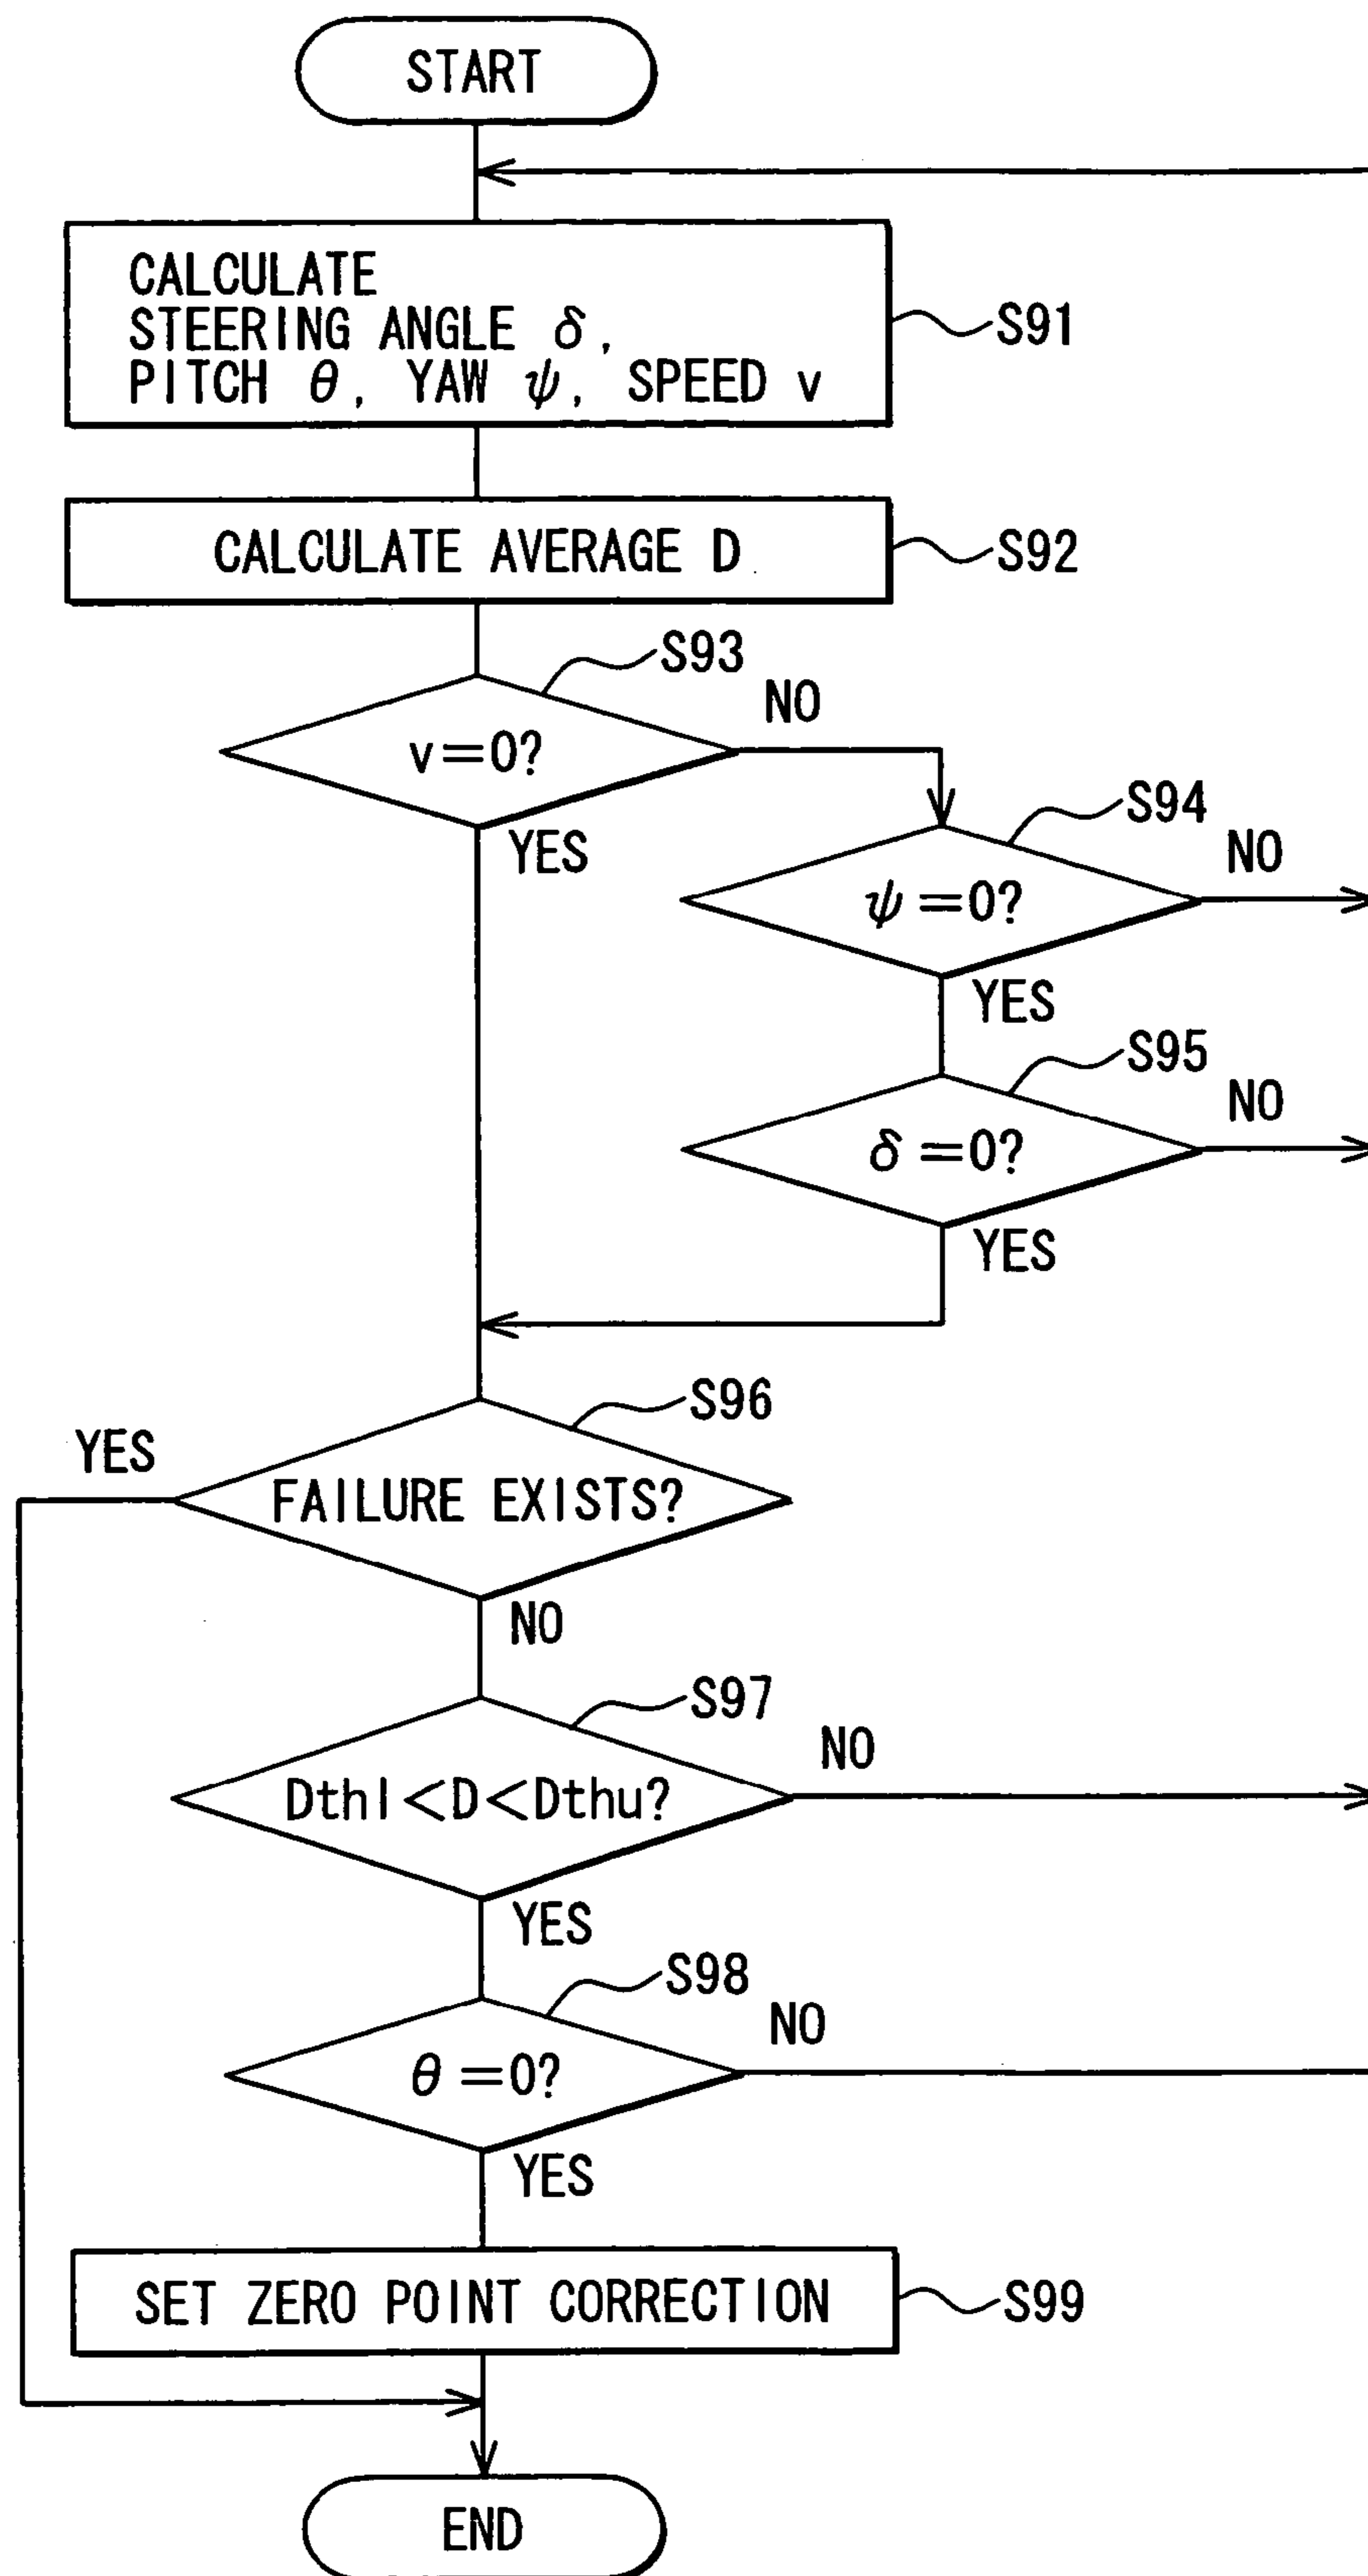 START
CALCULATE
STEERING ANGLE δ,
PITCH θ, YAW ψ, SPEED v
S91
CALCULATE AVERAGE D
S92
S93
v=0?
NO
YES
S94
ψ=0?
NO
YES
S95
δ=0?
NO
YES
S96
YES
FAILURE EXISTS?
NO
S97
Dthl<D<Dthu?
NO
YES
S98
θ=0?
NO
YES
SET ZERO POINT CORRECTION
S99
END